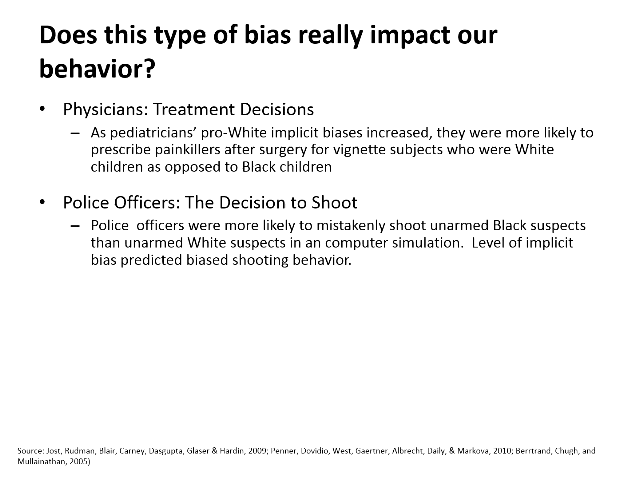 Does this type of bias really impact our
behavior?
• Physicians: Treatment Decisions
– As pediatricians' pro-White implicit biases increased, they were more likely to
prescribe painkillers after surgery for vignette subjects who were White
children as opposed to Black children
• Police Officers: The Decision to Shoot
– Police officers were more likely to mistakenly shoot unarmed Black suspects
than unarmed White suspects in an computer simulation. Level of implicit
bias predicted biased shooting behavior.
Source: Jost, Rudman, Blair, Carney, Dasgupta, Glaser & Hardin, 2009; Penner, Dovidio, West, Gaertner, Albrecht, Daily, & Markova, 2010; Berrtrand, Chugh, and
Mullainathan, 2005)